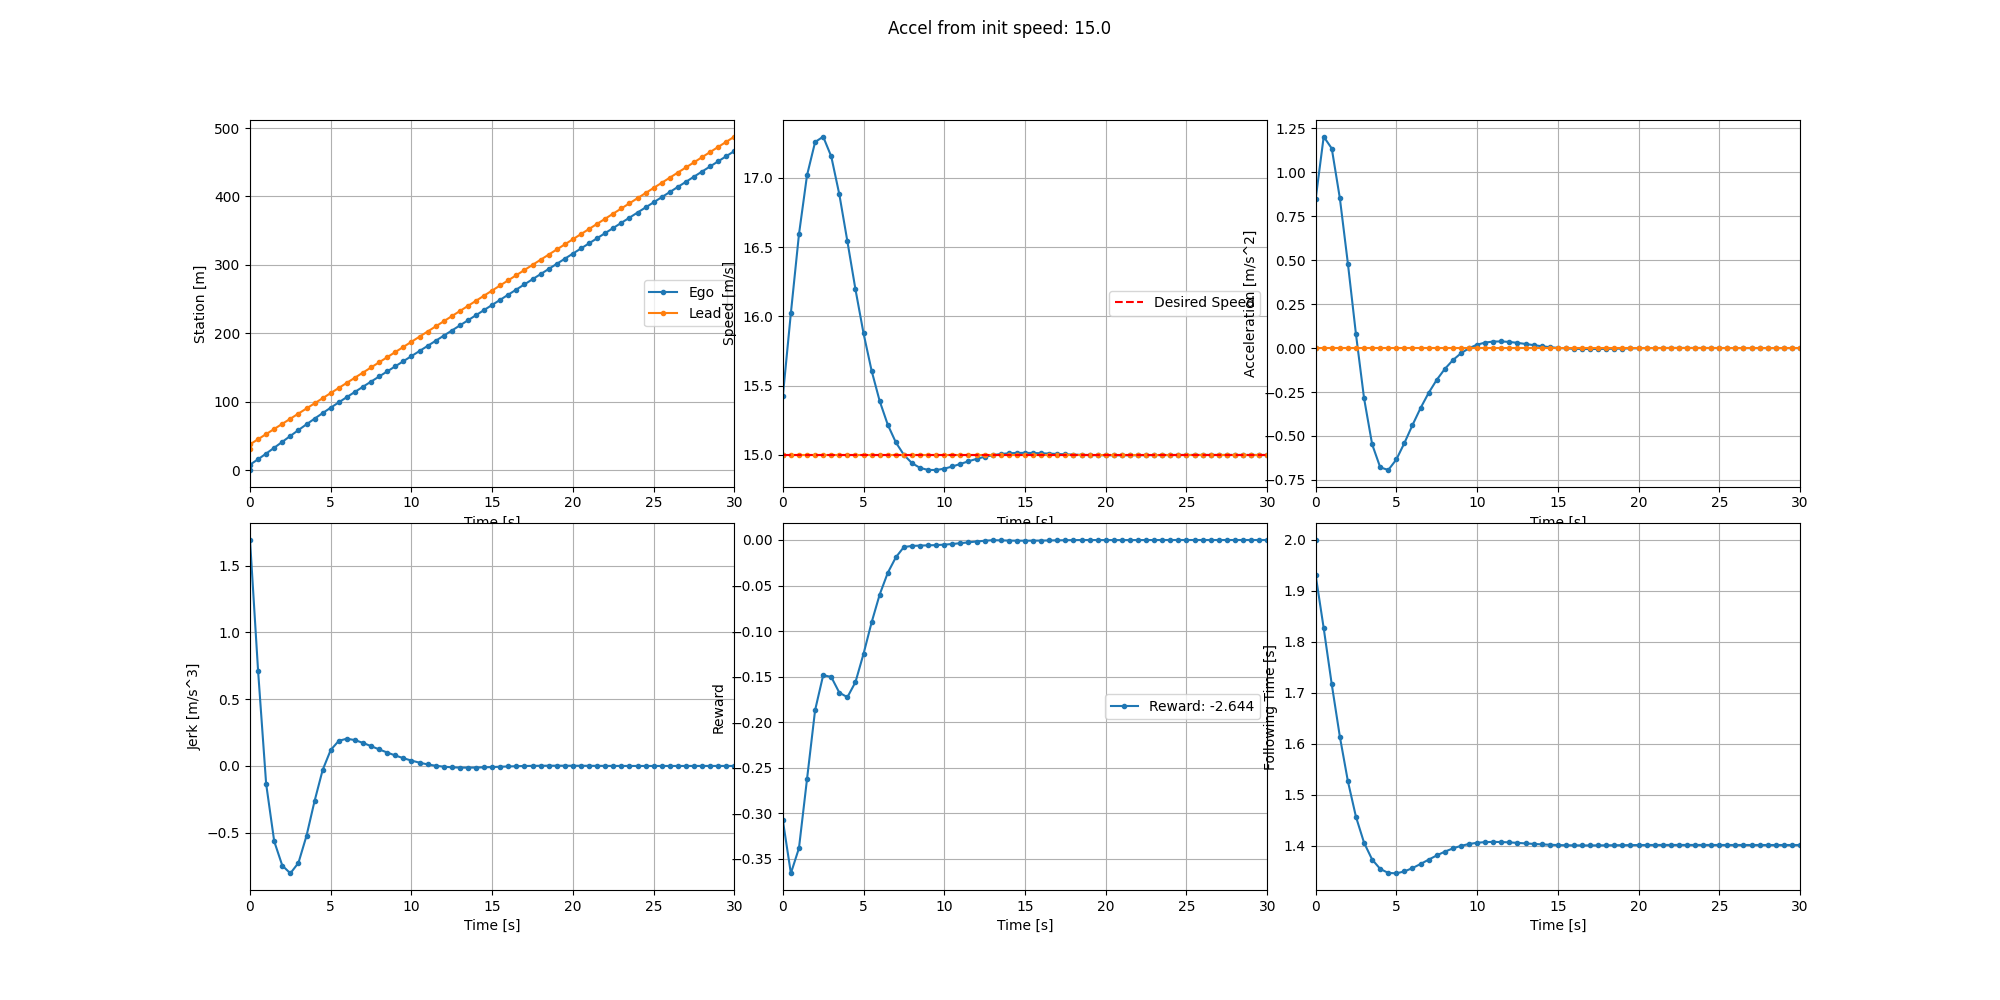 Accel from init speed: 15.0
500
400
300
200
100
0
Station [m]
Ego
Lead
0 5 10 15 20 25 30
Time [s]
17.0
16.5
16.0
15.5
15.0
Speed [m/s]
Desired Speed
0 5 10 15 20 25 30
Time [s]
1.25
1.00
0.75
0.50
0.25
0.00
−0.25
−0.50
−0.75
Acceleration [m/s^2]
0 5 10 15 20 25 30
Time [s]
1.5
1.0
0.5
0.0
−0.5
Jerk [m/s^3]
0 5 10 15 20 25 30
Time [s]
0.00
−0.05
−0.10
−0.15
−0.20
−0.25
−0.30
−0.35
Reward
Reward: -2.644
0 5 10 15 20 25 30
Time [s]
2.0
1.9
1.8
1.7
1.6
1.5
1.4
Following Time [s]
0 5 10 15 20 25 30
Time [s]